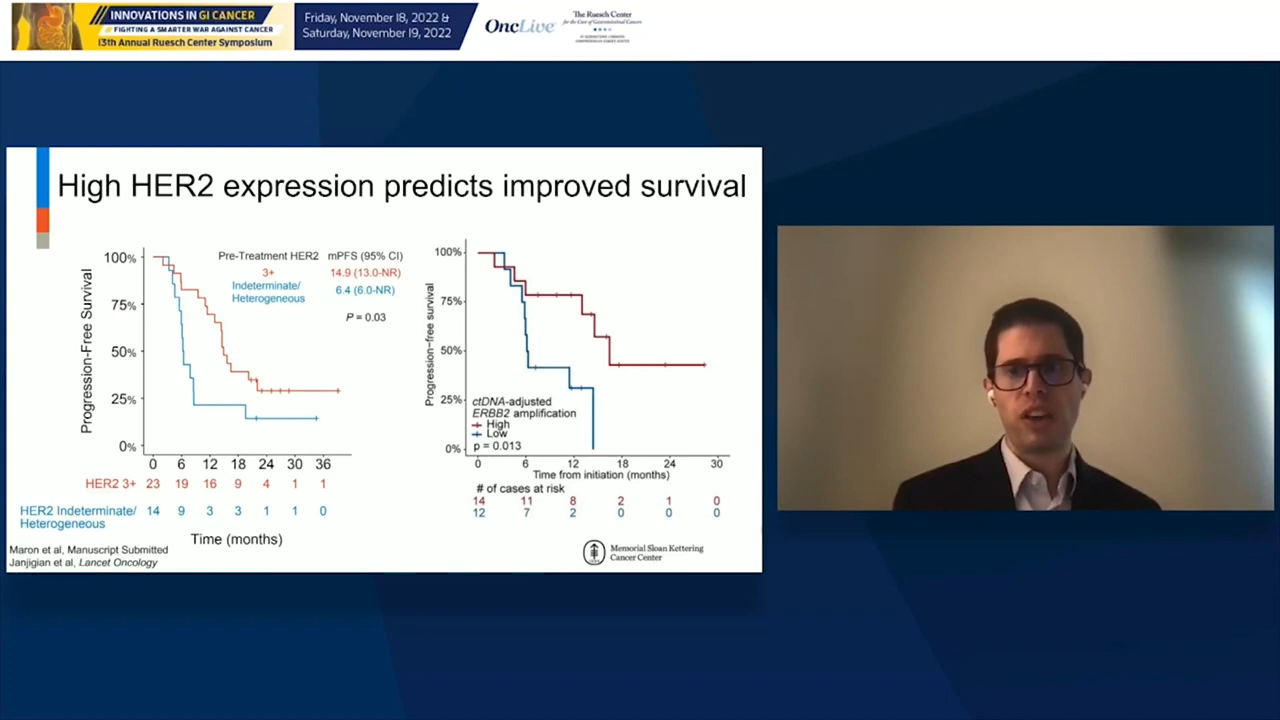 INNOVATIONS IN GI CANCER
FIGHTING A SMARTER WAR AGAINST CANCER
13th Annual Ruesch Center Symposium
Friday, November 18, 2022 &
Saturday, November 19, 2022
OncLive
The Ruesch Center
for the Cure of Gastrointestinal Cancers
High HER2 expression predicts improved survival
Progression-Free Survival
100%
75%
50%
25%
0%
Pre-Treatment HER2 mPFS (95% CI)
3+ 14.9 (13.0-NR)
Indeterminate/
Heterogeneous
6.4 (6.0-NR)
P = 0.03
0 6 12 18 24 30 36
HER2 3+ 23 19 16 9 4 1 1
HER2 Indeterminate/
Heterogeneous
14 9 3 3 1 1 0
Time (months)
Progression-free survival
100%
75%
50%
25%
0%
ctDNA-adjusted
ERBB2 amplification
High
Low
p = 0.013
0 6 12 18 24 30
Time from initiation (months)
# of cases at risk
14 11 8 2 1 0
12 7 2 0 0 0
Maron et al, Manuscript Submitted
Janjigian et al, Lancet Oncology
Memorial Sloan Kettering
Cancer Center